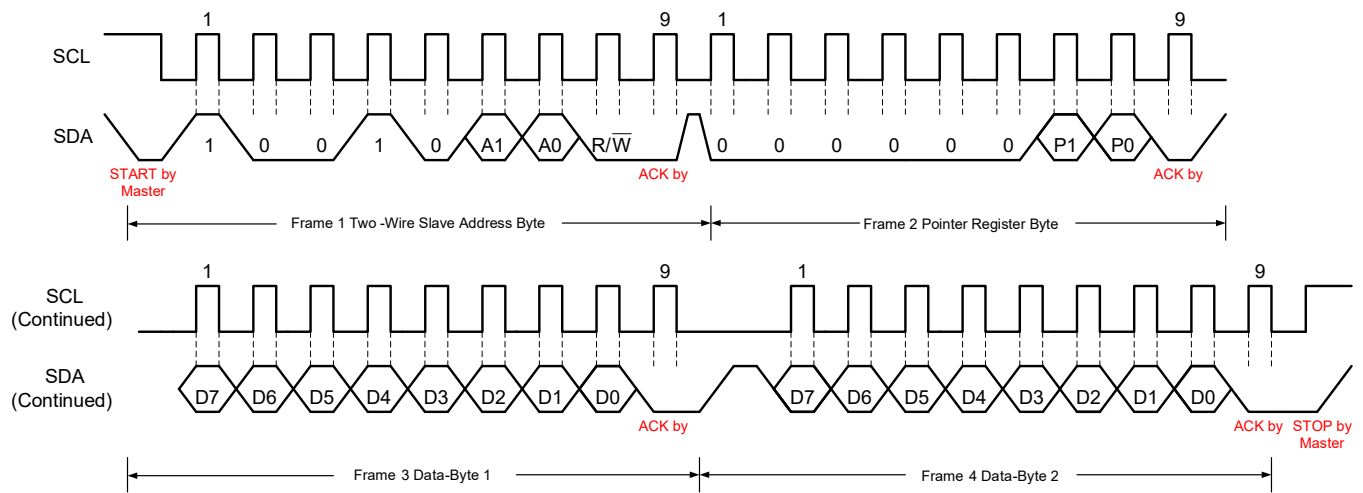 1 9 1 9
SCL
SDA
1 0 0 1 0 A1 A0 R/W̅ 0 0 0 0 0 0 P1 P0
START by
Master
ACK by
ACK by
Frame 1 Two -Wire Slave Address Byte
Frame 2 Pointer Register Byte
1 9 1 9
SCL
(Continued)
SDA
(Continued)
D7 D6 D5 D4 D3 D2 D1 D0 D7 D6 D5 D4 D3 D2 D1 D0
ACK by
ACK by
STOP by
Master
Frame 3 Data-Byte 1
Frame 4 Data-Byte 2